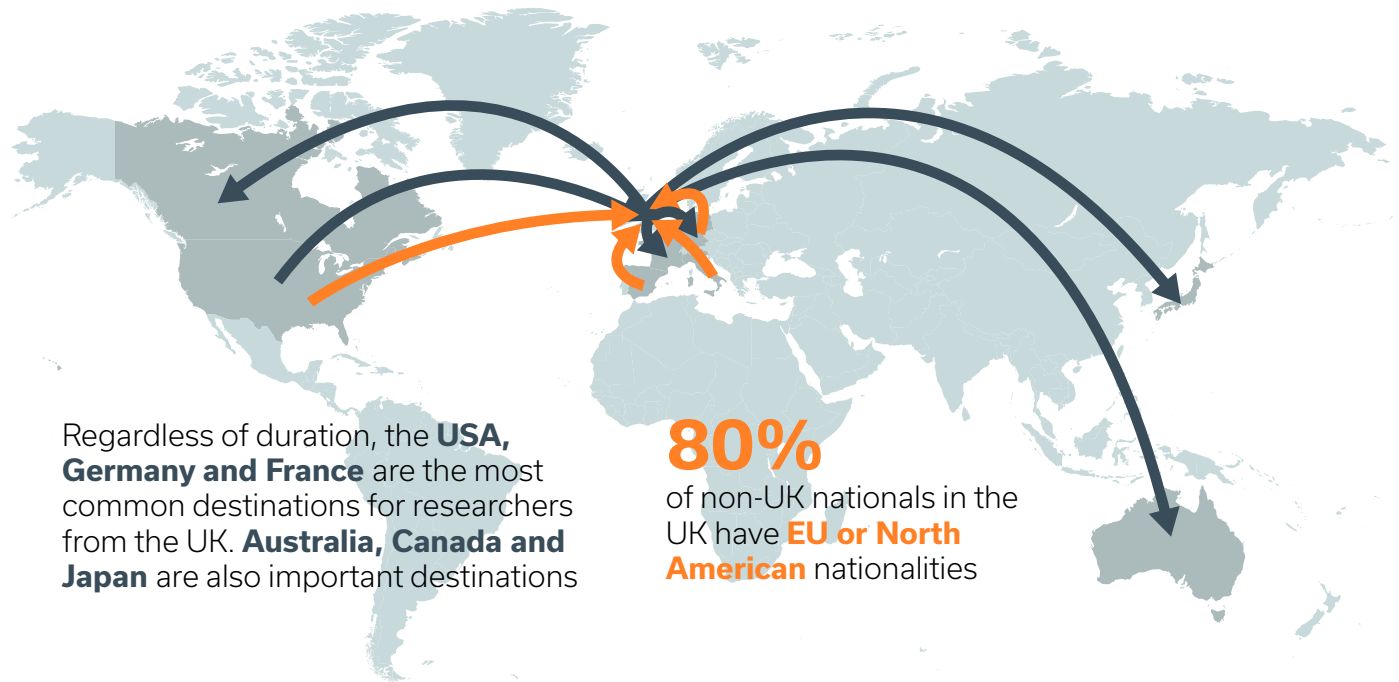 Regardless of duration, the USA,
Germany and France are the most
common destinations for researchers
from the UK. Australia, Canada and
Japan are also important destinations
80%
of non-UK nationals in the
UK have EU or North
American nationalities